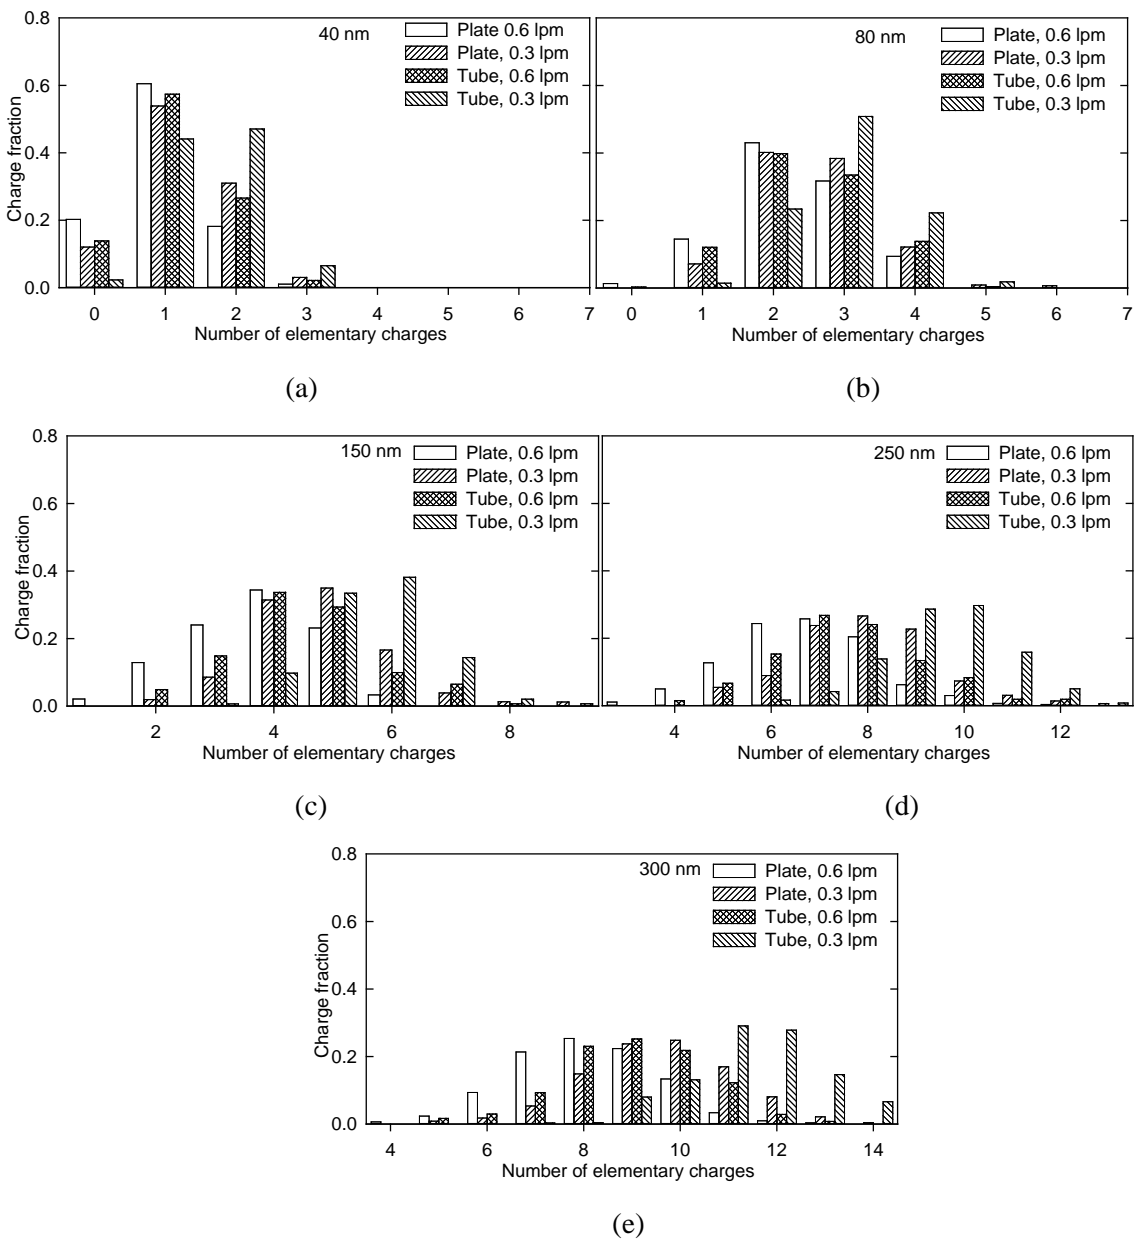 0.8
0.6
0.4
0.2
0.0
Charge fraction
40 nm
Plate 0.6 lpm
Plate, 0.3 lpm
Tube, 0.6 lpm
Tube, 0.3 lpm
0 1 2 3 4 5 6 7
Number of elementary charges
(a)
80 nm
Plate, 0.6 lpm
Plate, 0.3 lpm
Tube, 0.6 lpm
Tube, 0.3 lpm
0 1 2 3 4 5 6 7
Number of elementary charges
(b)
0.8
0.6
0.4
0.2
0.0
Charge fraction
150 nm
Plate, 0.6 lpm
Plate, 0.3 lpm
Tube, 0.6 lpm
Tube, 0.3 lpm
2 4 6 8
Number of elementary charges
(c)
250 nm
Plate, 0.6 lpm
Plate, 0.3 lpm
Tube, 0.6 lpm
Tube, 0.3 lpm
4 6 8 10 12
Number of elementary charges
(d)
0.8
0.6
0.4
0.2
0.0
Charge fraction
300 nm
Plate, 0.6 lpm
Plate, 0.3 lpm
Tube, 0.6 lpm
Tube, 0.3 lpm
4 6 8 10 12 14
Number of elementary charges
(e)